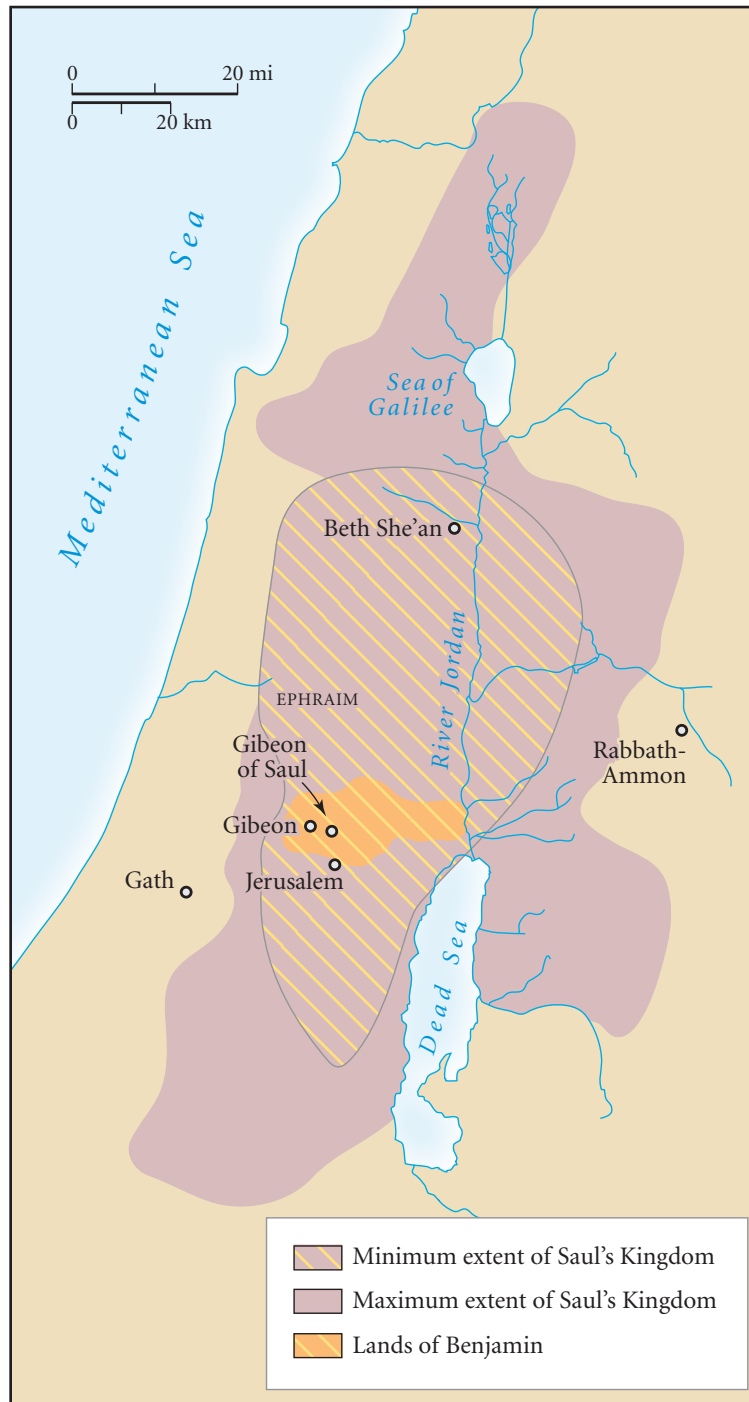 0 20 mi
0 20 km
Mediterranean Sea
Sea of
Galilee
Beth She’an
River Jordan
EPHRAIM
Gibeon
of Saul
Rabbath-
Ammon
Gibeon
Jerusalem
Gath
Dead Sea
Minimum extent of Saul’s Kingdom
Maximum extent of Saul’s Kingdom
Lands of Benjamin